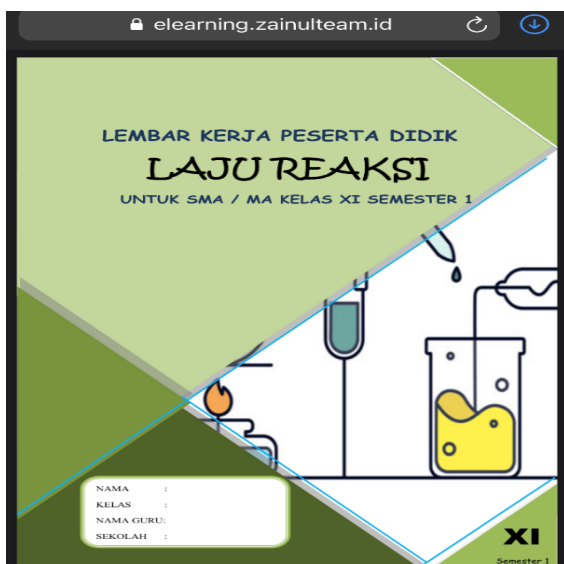 elearning.zainulteam.id
LEMBAR KERJA PESERTA DIDIK
LAJU REAKSI
UNTUK SMA / MA KELAS XI SEMESTER 1
NAMA :
KELAS :
NAMA GURU:
SEKOLAH :
XI
Semester 1